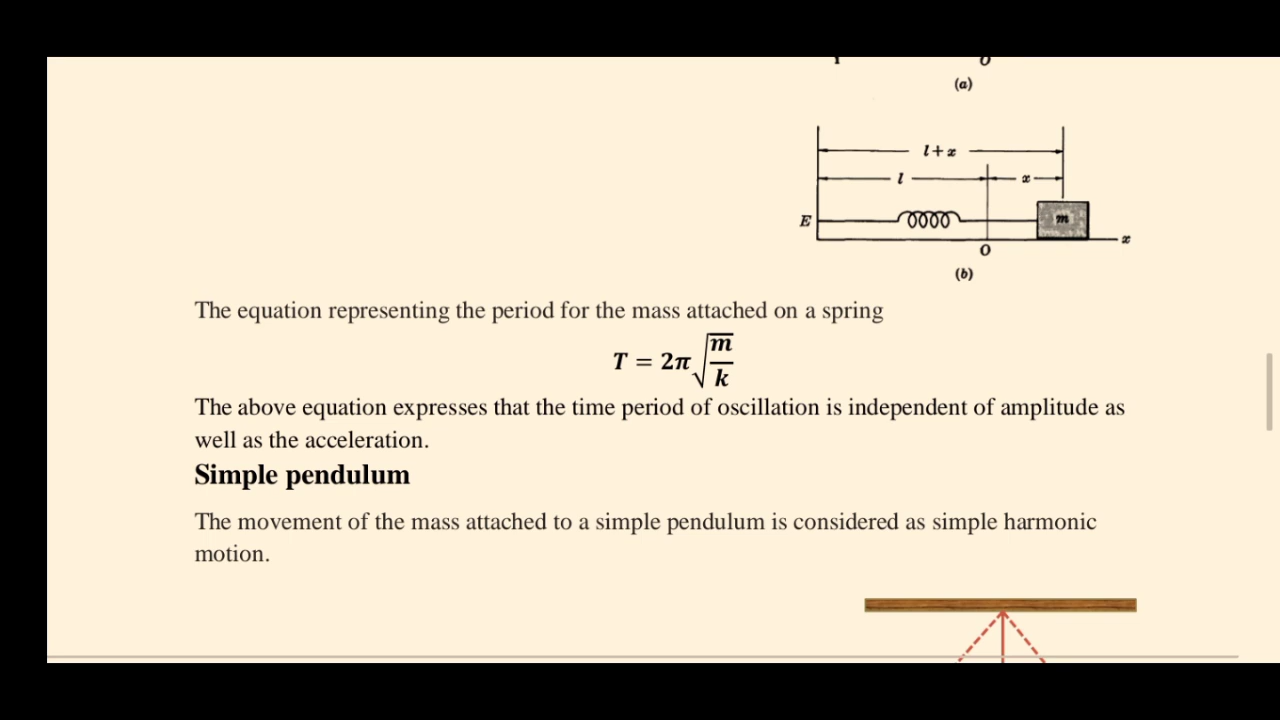 O
(a)
l+x
l
x
E
m
x
O
(b)
The equation representing the period for the mass attached on a spring
T = 2π√(m/k)
The above equation expresses that the time period of oscillation is independent of amplitude as
well as the acceleration.
Simple pendulum
The movement of the mass attached to a simple pendulum is considered as simple harmonic
motion.